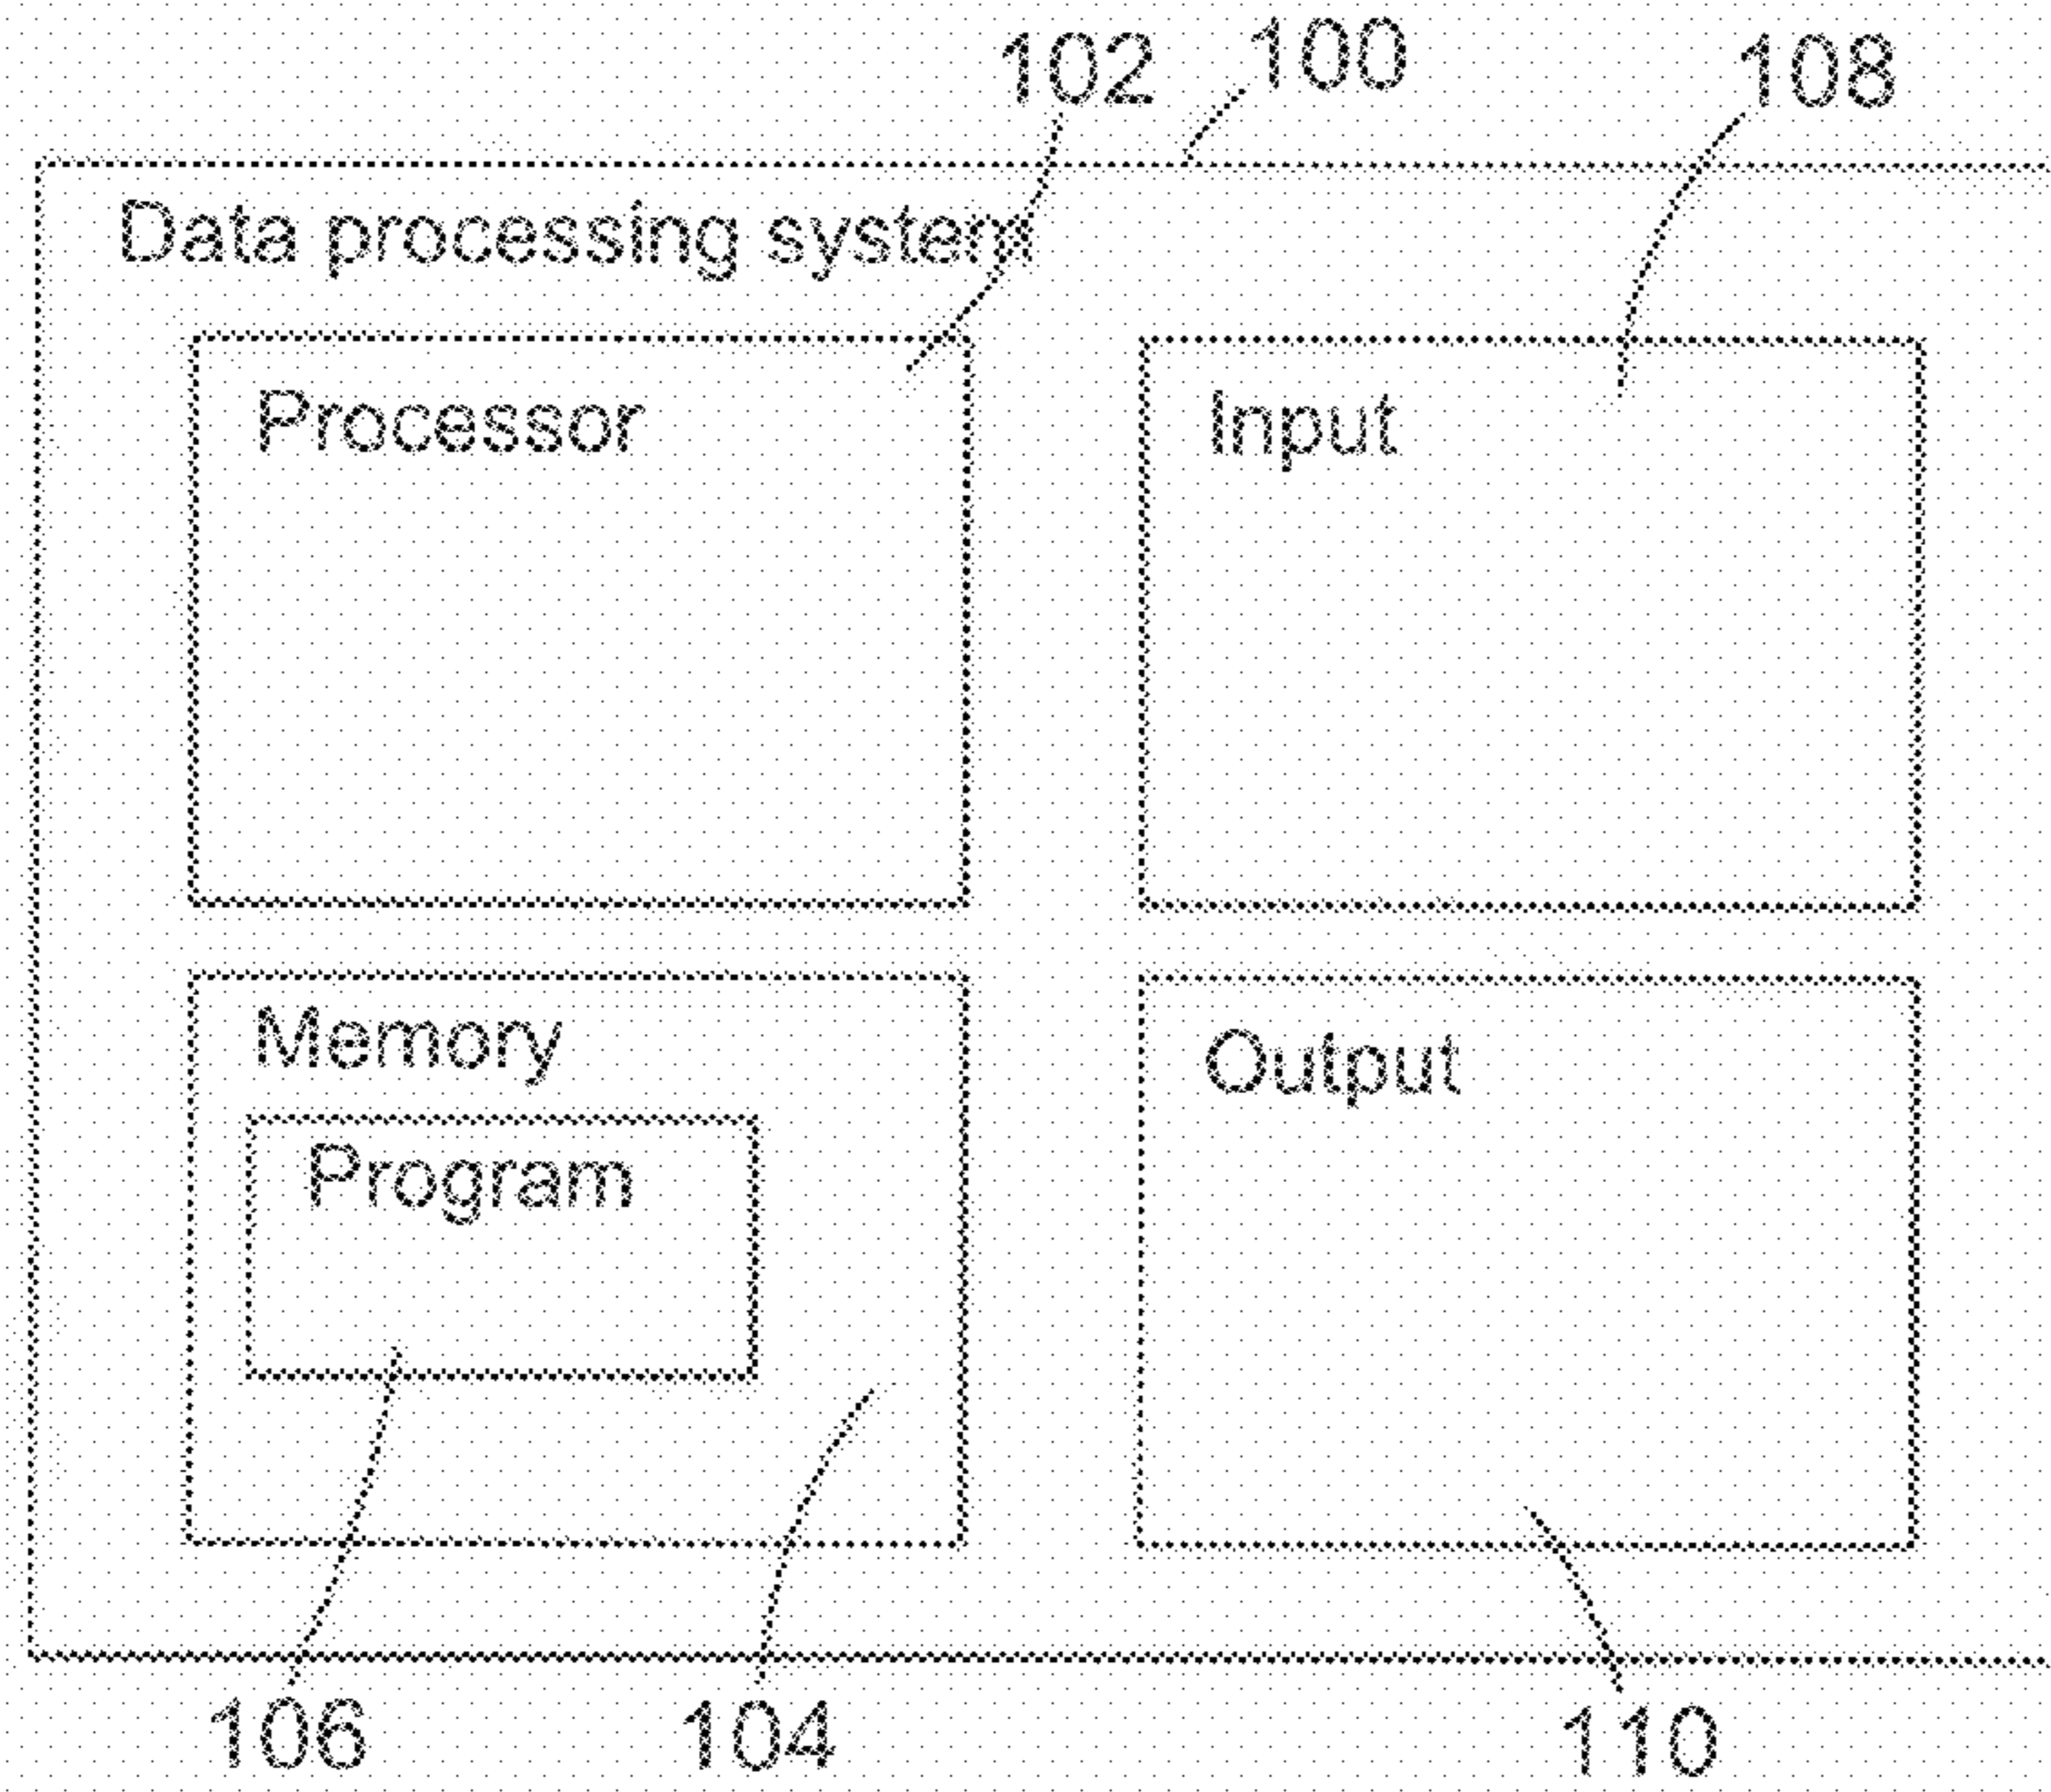 102 100 108
Data processing system
Processor
Input
Memory
Program
Output
106 104 110